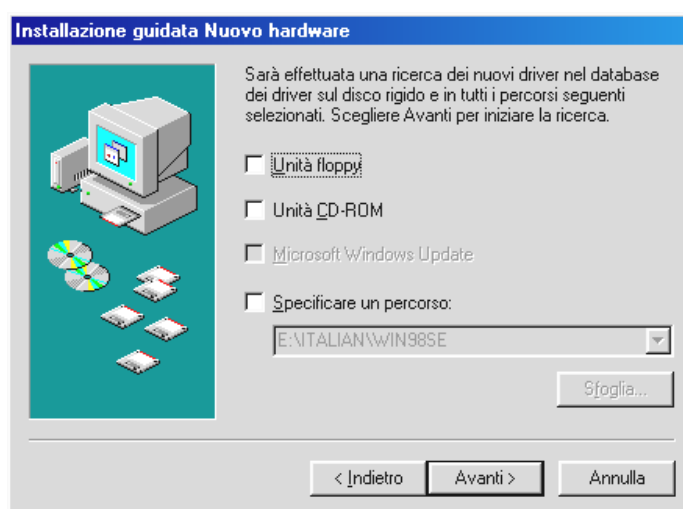 Installazione guidata Nuovo hardware
Sarà effettuata una ricerca dei nuovi driver nel database
dei driver sul disco rigido e in tutti i percorsi seguenti
selezionati. Scegliere Avanti per iniziare la ricerca.
Unità floppy
Unità CD-ROM
Microsoft Windows Update
Specificare un percorso:
E:\ITALIAN\WIN98SE
Sfoglia...
< Indietro
Avanti >
Annulla